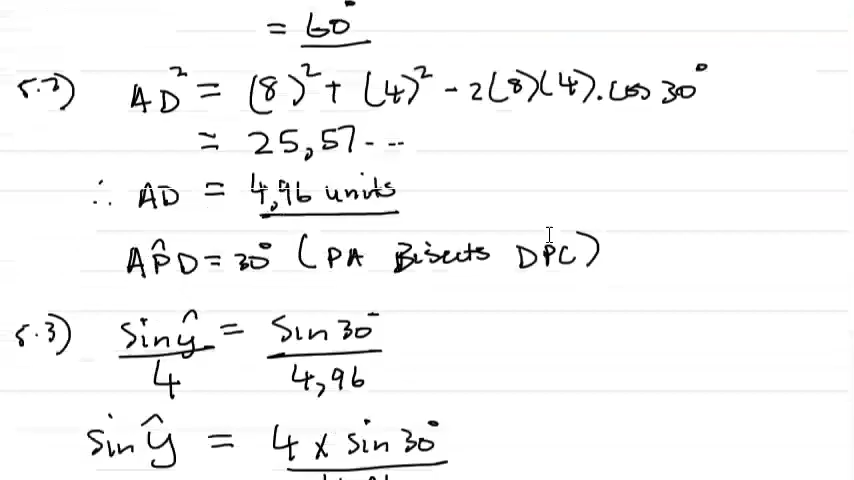 = 60°
5.2) AD² = (8)² + (4)² - 2(8)(4).cos 30°
= 25,57...
∴ AD = 4,96 units
AP̂D = 30° (PA Bisects DPC)
5.3) sin ŷ/4 = sin 30°/4,96
sin ŷ = 4 x sin 30°